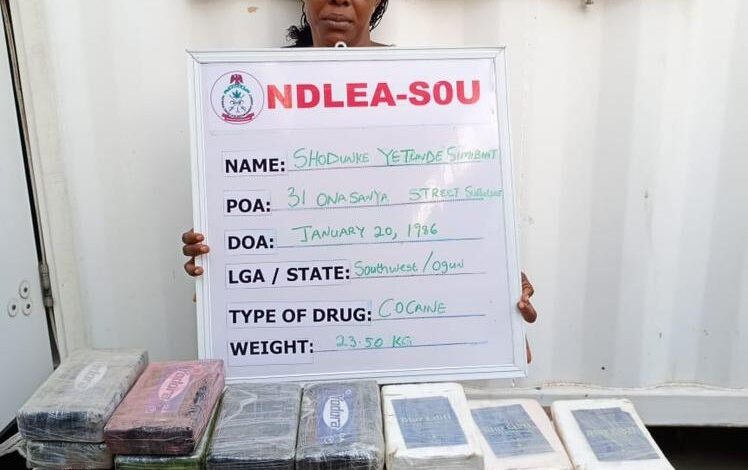 NDLEA-SOU
NAME: SHODUNKE YETUNDE
POA: 31 ONASANYA STREET SURULERE
DOA: JANUARY 20, 1986
LGA / STATE: Southwest/Ogun
TYPE OF DRUG: COCAINE
WEIGHT: 23.50 KG